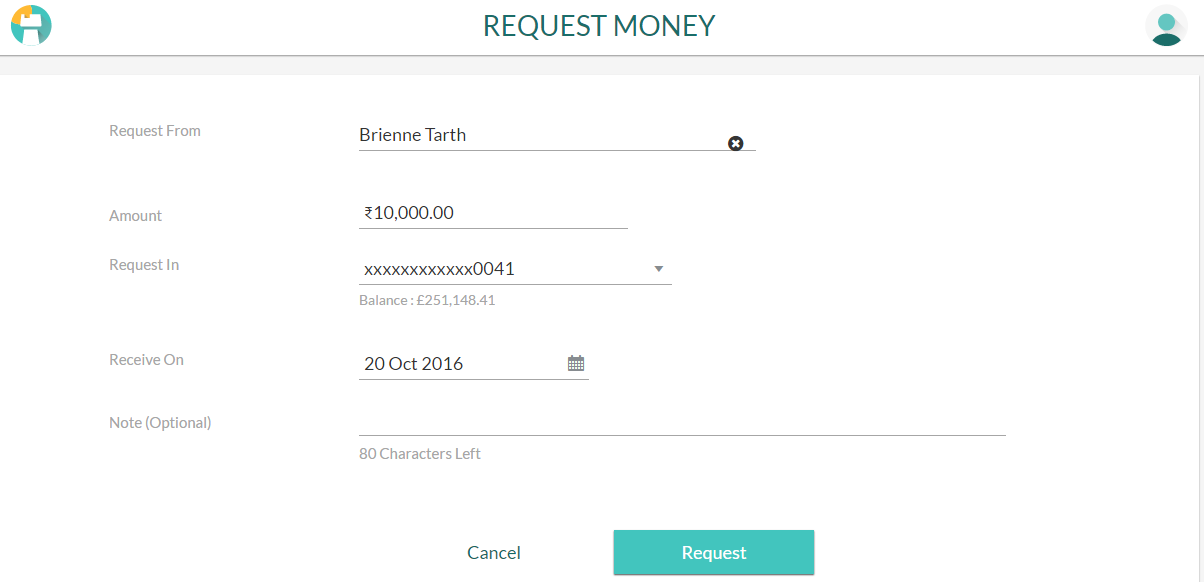 REQUEST MONEY
Request From
Brienne Tarth
Amount
₹10,000.00
Request In
xxxxxxxxxxxx0041
Balance : £251,148.41
Receive On
20 Oct 2016
Note (Optional)
80 Characters Left
Cancel
Request